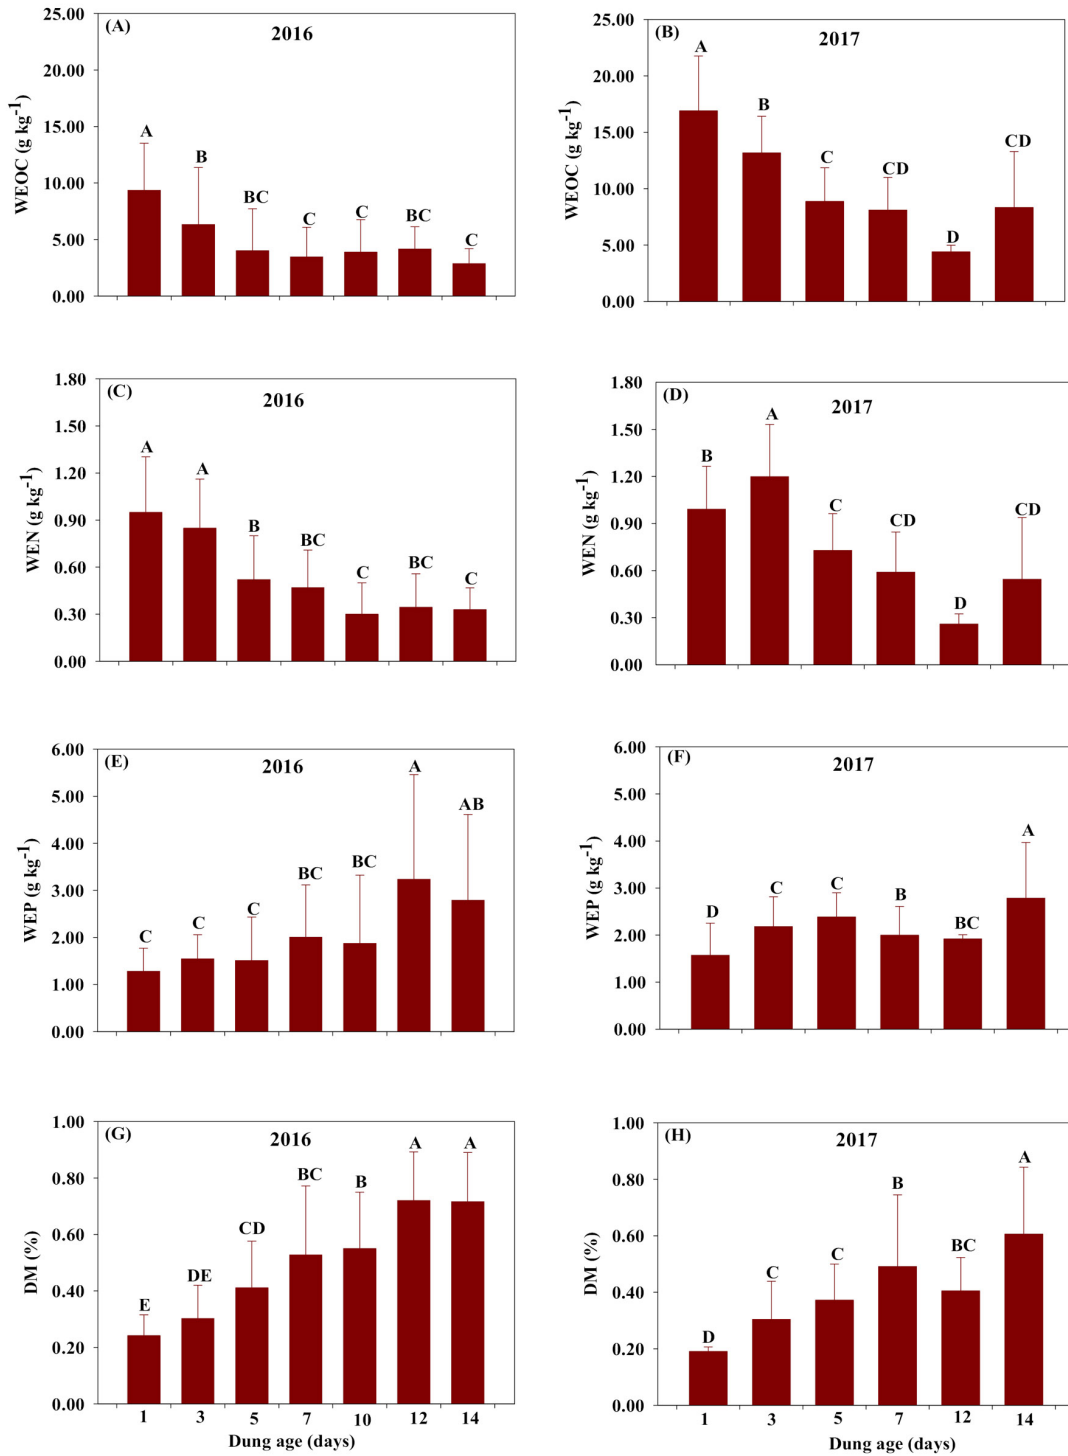 (A)
2016
WEOC (g kg⁻¹)
25.00
20.00
15.00
10.00
5.00
0.00
A
B
BC
C
C
BC
C
(B)
2017
WEOC (g kg⁻¹)
25.00
20.00
15.00
10.00
5.00
0.00
A
B
C
CD
D
CD
(C)
2016
WEN (g kg⁻¹)
1.80
1.50
1.20
0.90
0.60
0.30
0.00
A
A
B
BC
C
BC
C
(D)
2017
WEN (g kg⁻¹)
1.80
1.50
1.20
0.90
0.60
0.30
0.00
B
A
C
CD
D
CD
(E)
2016
WEP (g kg⁻¹)
6.00
5.00
4.00
3.00
2.00
1.00
0.00
C
C
C
BC
BC
A
AB
(F)
2017
WEP (g kg⁻¹)
6.00
5.00
4.00
3.00
2.00
1.00
0.00
D
C
C
B
BC
A
(G)
2016
DM (%)
1.00
0.80
0.60
0.40
0.20
0.00
E
DE
CD
BC
B
A
A
1 3 5 7 10 12 14
Dung age (days)
(H)
2017
DM (%)
1.00
0.80
0.60
0.40
0.20
0.00
D
C
C
B
BC
A
1 3 5 7 12 14
Dung age (days)